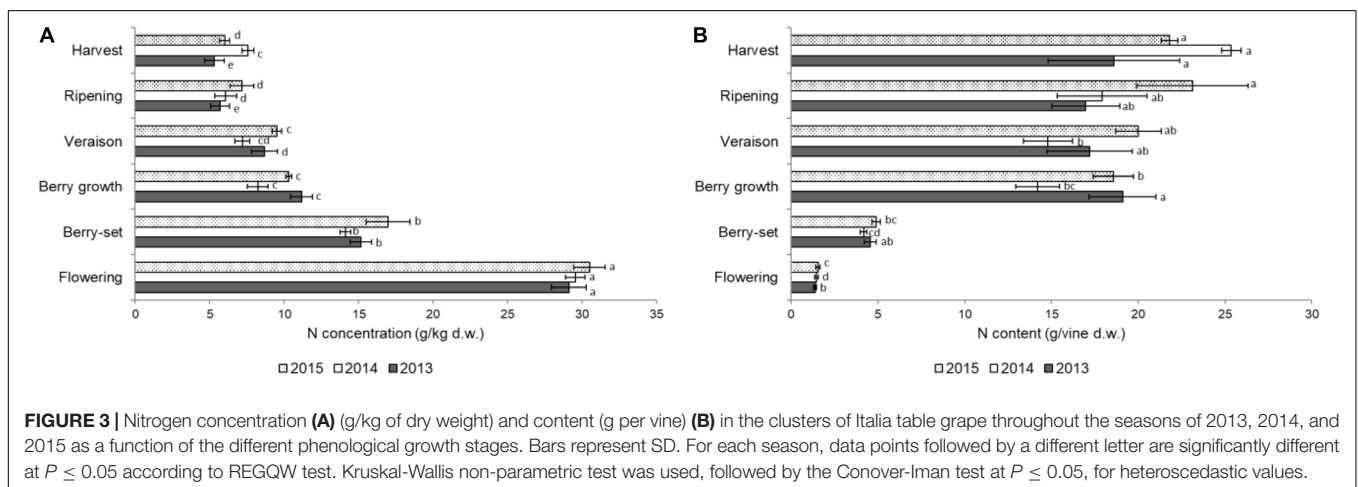 A
Harvest
d
c
e
Ripening
d
d
e
Veraison
c
cd
d
Berry growth
c
c
c
Berry-set
b
b
b
Flowering
a
a
a
0 5 10 15 20 25 30 35
N concentration (g/kg d.w.)
2015 2014 2013
B
Harvest
a
a
a
Ripening
a
ab
ab
Veraison
ab
b
ab
Berry growth
b
bc
a
Berry-set
bc
cd
ab
Flowering
c
d
b
0 5 10 15 20 25 30
N content (g/vine d.w.)
2015 2014 2013
FIGURE 3 | Nitrogen concentration (A) (g/kg of dry weight) and content (g per vine) (B) in the clusters of Italia table grape throughout the seasons of 2013, 2014, and
2015 as a function of the different phenological growth stages. Bars represent SD. For each season, data points followed by a different letter are significantly different
at P ≤ 0.05 according to REGQW test. Kruskal-Wallis non-parametric test was used, followed by the Conover-Iman test at P ≤ 0.05, for heteroscedastic values.